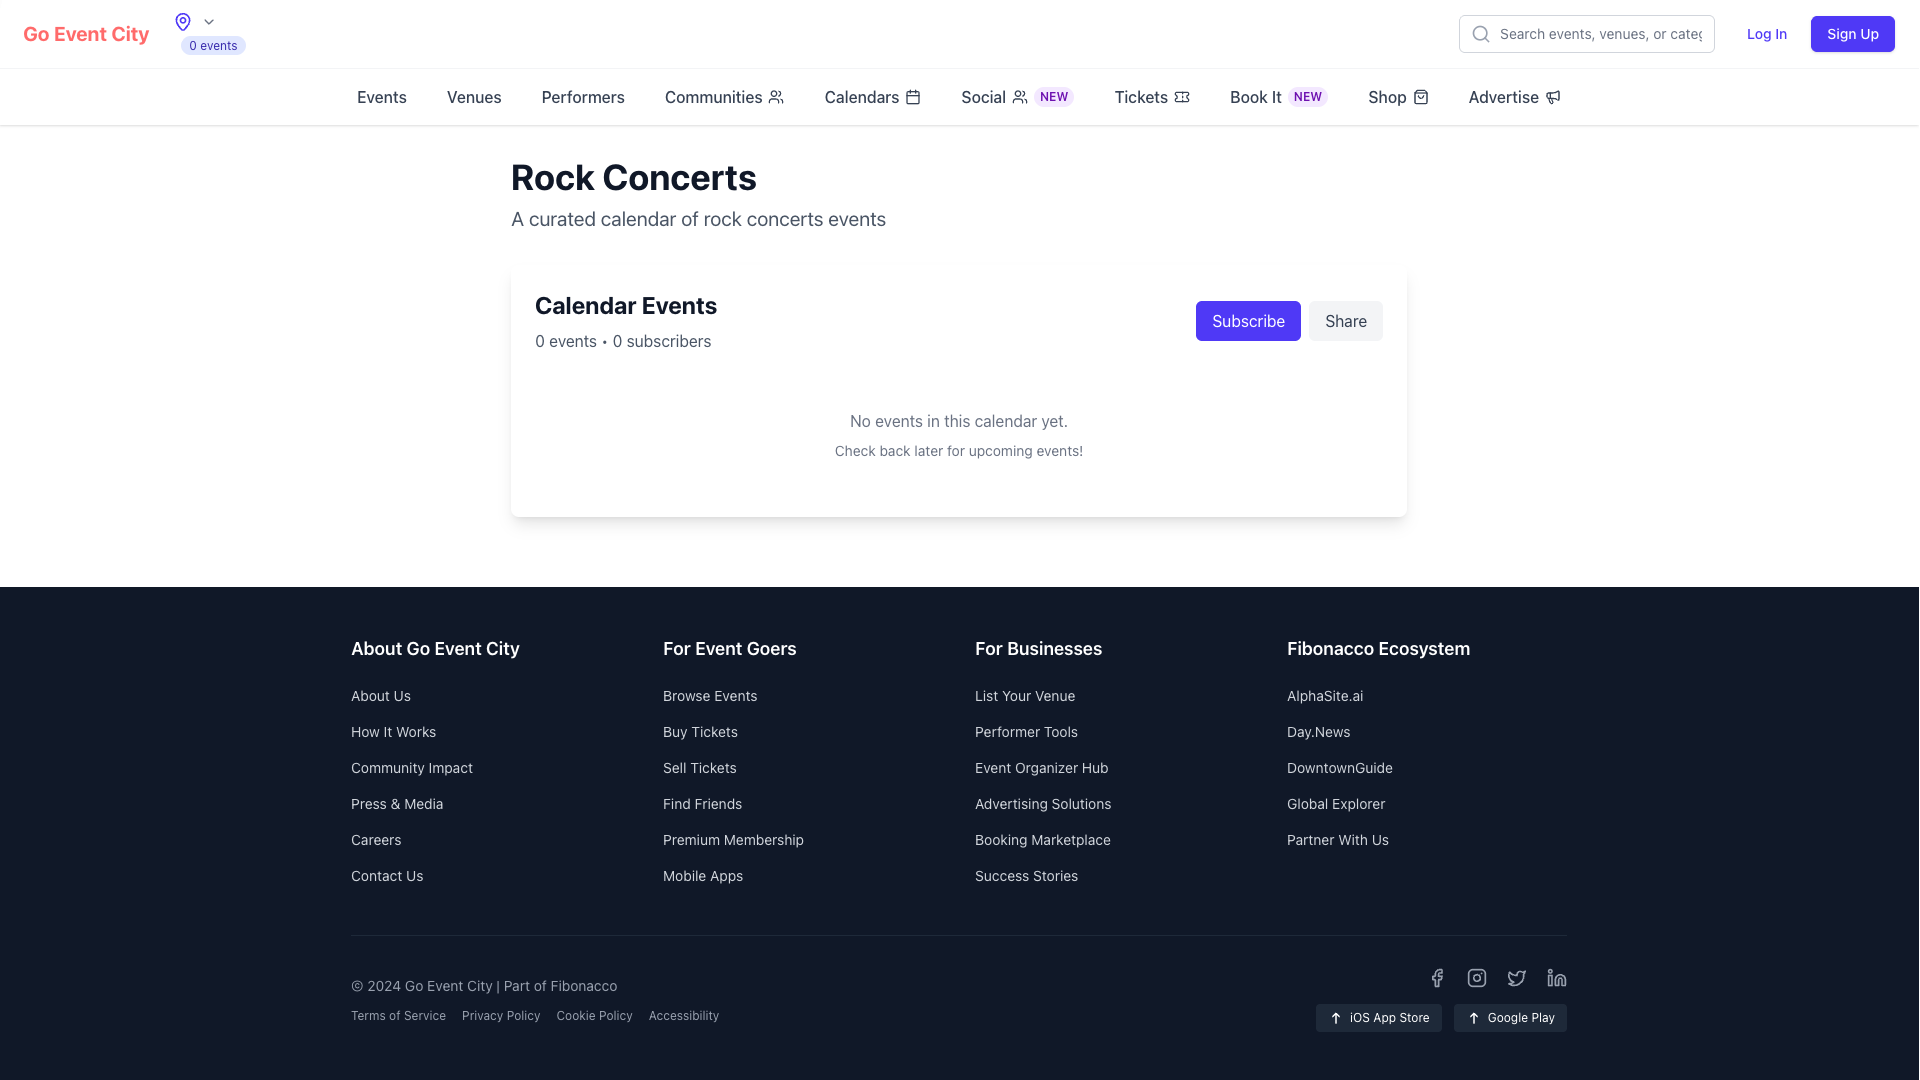 Go Event City
0 events
Search events, venues, or categ
Log In
Sign Up
Events
Venues
Performers
Communities
Calendars
Social NEW
Tickets
Book It NEW
Shop
Advertise
Rock Concerts
A curated calendar of rock concerts events
Calendar Events
0 events • 0 subscribers
Subscribe
Share
No events in this calendar yet.
Check back later for upcoming events!
About Go Event City
About Us
How It Works
Community Impact
Press & Media
Careers
Contact Us
For Event Goers
Browse Events
Buy Tickets
Sell Tickets
Find Friends
Premium Membership
Mobile Apps
For Businesses
List Your Venue
Performer Tools
Event Organizer Hub
Advertising Solutions
Booking Marketplace
Success Stories
Fibonacco Ecosystem
AlphaSite.ai
Day.News
DowntownGuide
Global Explorer
Partner With Us
© 2024 Go Event City | Part of Fibonacco
Terms of Service
Privacy Policy
Cookie Policy
Accessibility
iOS App Store
Google Play